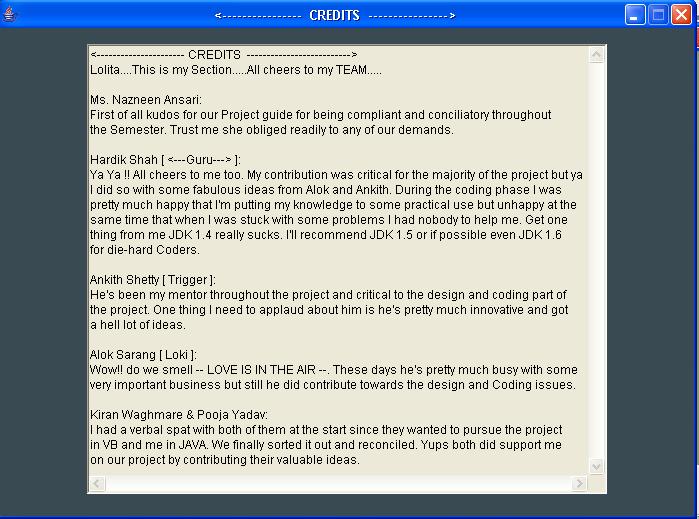 <---------------- CREDITS ---------------->
<---------------------- CREDITS -------------------------->
Lolita....This is my Section.....All cheers to my TEAM.....
Ms. Nazneen Ansari:
First of all kudos for our Project guide for being compliant and conciliatory throughout
the Semester. Trust me she obliged readily to any of our demands.
Hardik Shah [ <---Guru---> ]:
Ya Ya !! All cheers to me too. My contribution was critical for the majority of the project but ya
I did so with some fabulous ideas from Alok and Ankith. During the coding phase I was
pretty much happy that I'm putting my knowledge to some practical use but unhappy at the
same time that when I was stuck with some problems I had nobody to help me. Get one
thing from me JDK 1.4 really sucks. I'll recommend JDK 1.5 or if possible even JDK 1.6
for die-hard Coders.
Ankith Shetty [ Trigger ]:
He's been my mentor throughout the project and critical to the design and coding part of
the project. One thing I need to applaud about him is he's pretty much innovative and got
a hell lot of ideas.
Alok Sarang [ Loki ]:
Wow!! do we smell -- LOVE IS IN THE AIR --. These days he's pretty much busy with some
very important business but still he did contribute towards the design and Coding issues.
Kiran Waghmare & Pooja Yadav:
I had a verbal spat with both of them at the start since they wanted to pursue the project
in VB and me in JAVA. We finally sorted it out and reconciled. Yups both did support me
on our project by contributing their valuable ideas.